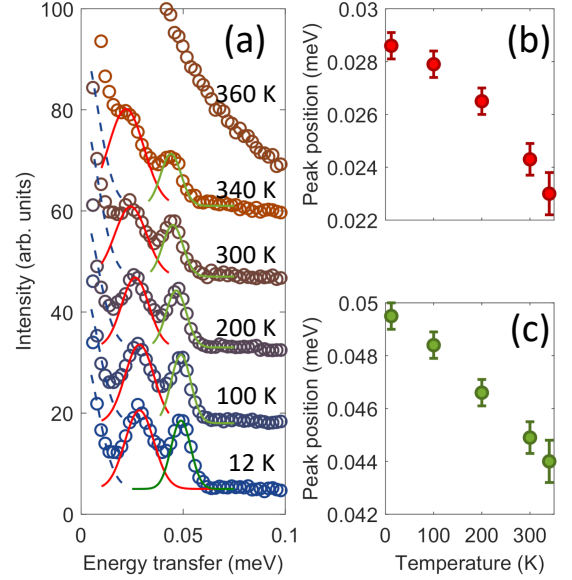 (a)
360 K
340 K
300 K
200 K
100 K
12 K
100
80
60
40
20
0
0
0.05
0.1
Intensity (arb. units)
Energy transfer (meV)
(b)
0.03
0.028
0.026
0.024
0.022
Peak position (meV)
(c)
0.05
0.048
0.046
0.044
0.042
Peak position (meV)
0 100 200 300
Temperature (K)